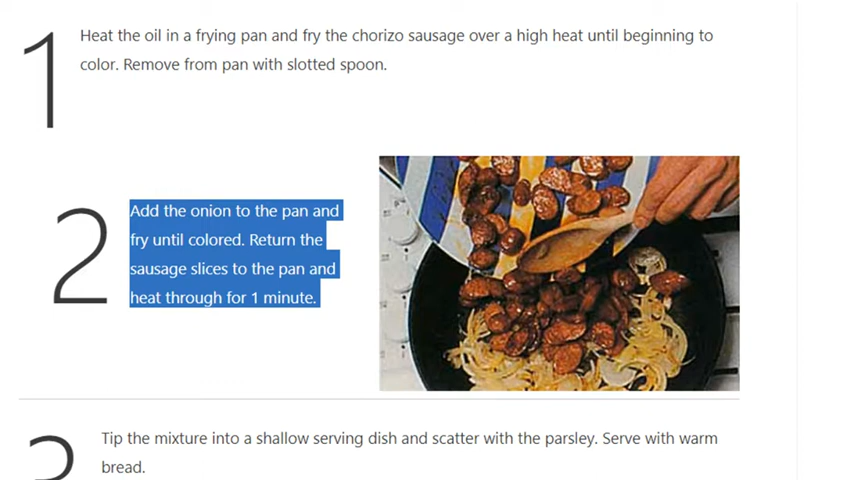 1
Heat the oil in a frying pan and fry the chorizo sausage over a high heat until beginning to
color. Remove from pan with slotted spoon.
2
Add the onion to the pan and
fry until colored. Return the
sausage slices to the pan and
heat through for 1 minute.
3
Tip the mixture into a shallow serving dish and scatter with the parsley. Serve with warm
bread.